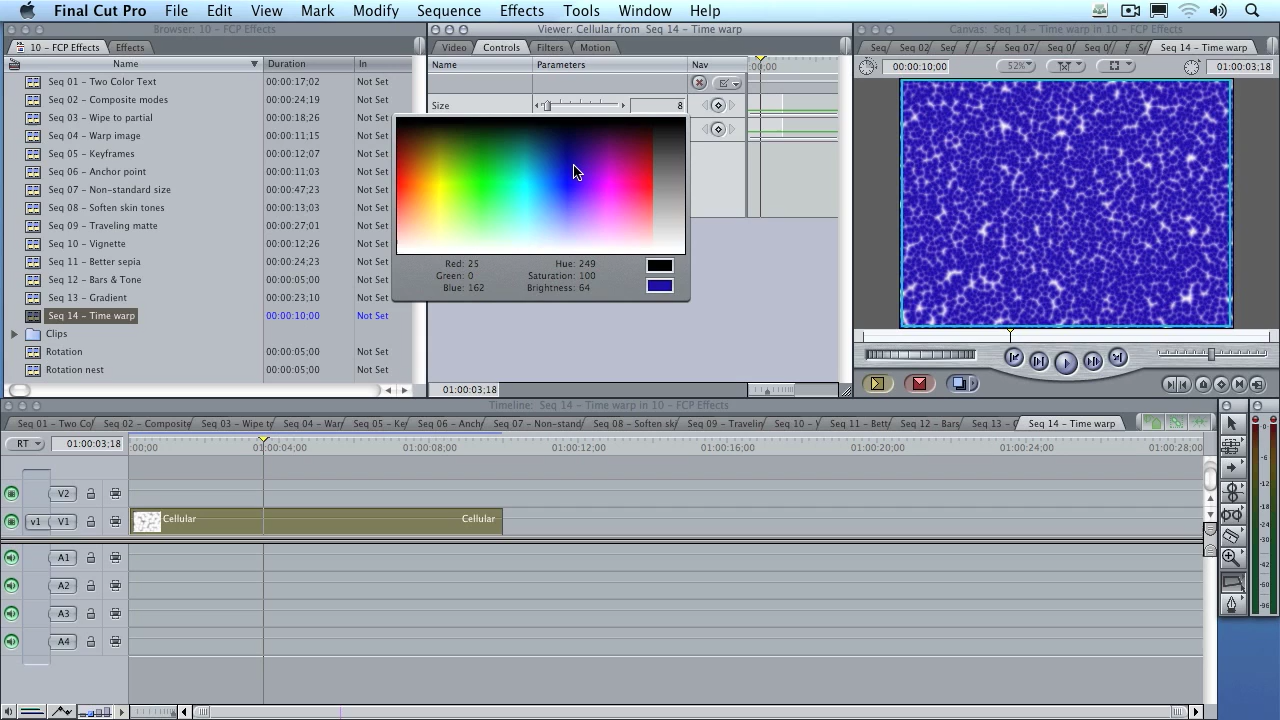 Final Cut Pro File Edit View Mark Modify Sequence Effects Tools Window Help
Browser: 10 - FCP Effects
10 - FCP Effects Effects
Name Duration In
Seq 01 - Two Color Text 00:00:17;02 Not Set
Seq 02 - Composite modes 00:00:24;19 Not Set
Seq 03 - Wipe to partial 00:00:18;26 Not Set
Seq 04 - Warp image 00:00:11;15 Not Set
Seq 05 - Keyframes 00:00:12;07 Not Set
Seq 06 - Anchor point 00:00:11;03 Not Set
Seq 07 - Non-standard size 00:00:47;23 Not Set
Seq 08 - Soften skin tones 00:00:13;03 Not Set
Seq 09 - Traveling matte 00:00:27;01 Not Set
Seq 10 - Vignette 00:00:12;26 Not Set
Seq 11 - Better sepia 00:00:12;04 Not Set
Seq 12 - Bars & Tone 00:00:05;00 Not Set
Seq 13 - Gradient 00:00:23;10 Not Set
Seq 14 - Time warp 00:00:10;00 Not Set
Clips
Rotation 00:00:05;00 Not Set
Rotation nest 00:00:05;00 Not Set
Viewer: Cellular from Seq 14 - Time warp
Video Controls Filters Motion
Name Parameters Nav 00;00
Size 8
Red: 25 Hue: 249
Green: 0 Saturation: 100
Blue: 162 Brightness: 64
01:00:03;18
Canvas: Seq 14 - Time warp in 10 - FCP Effects
Seq Seq 02 Seq 07 Seq 14 - Time warp
00:00:10;00 52% 01:00:03;18
Timeline: Seq 14 - Time warp in 10 - FCP Effects
Seq 01 - Two Co Seq 02 - Composite Seq 03 - Wipe t Seq 04 - War Seq 05 - Ke Seq 06 - Anch Seq 07 - Nonstand Seq 08 - Soften sk Seq 09 - Travelin Seq 10 - Seq 11 - Bett Seq 12 - Bars Seq 13 - Seq 14 - Time warp
RT 01:00:03;18 :00;00 01:00:04;00 01:00:08;00 01:00:12;00 01:00:16;00 01:00:20;00 01:00:24;00 01:00:28;00
V2
v1 V1 Cellular Cellular
A1
A2
A3
A4
-6
-12
-18
-24
-30
-42
-60
-96